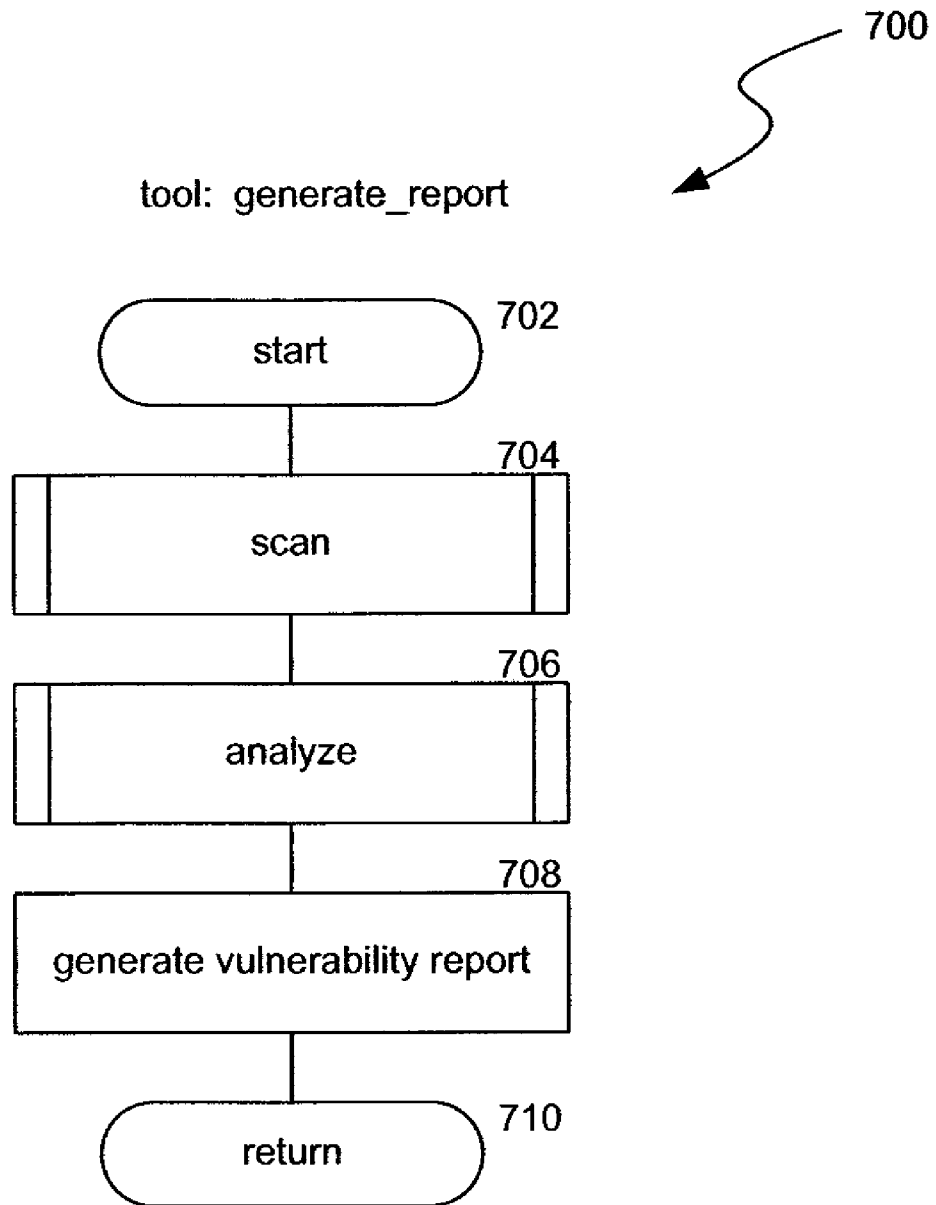 700
tool: generate_report
702
start
704
scan
706
analyze
708
generate vulnerability report
710
return